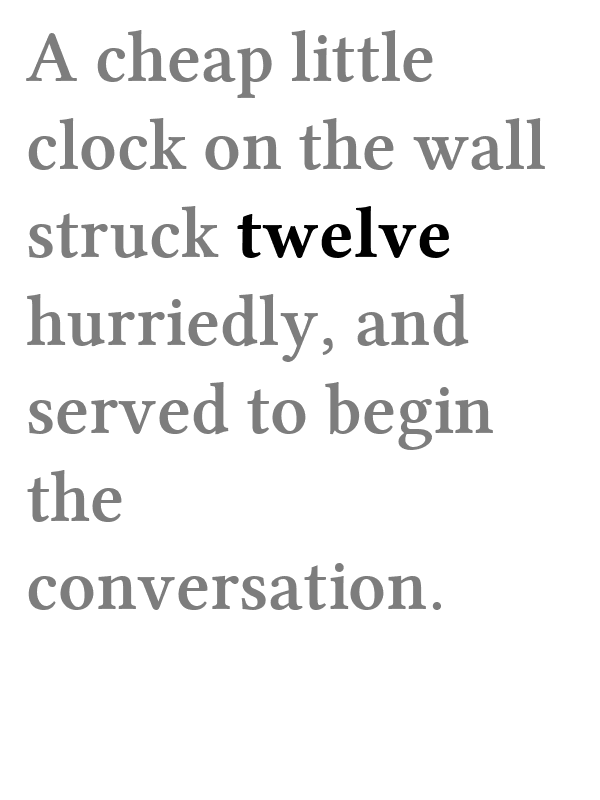 A cheap little
clock on the wall
struck twelve
hurriedly, and
served to begin
the
conversation.